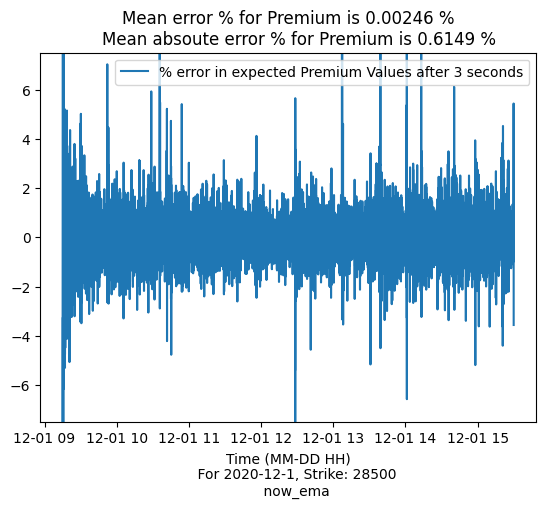 Mean error % for Premium is 0.00246 %
Mean absoute error % for Premium is 0.6149 %
% error in expected Premium Values after 3 seconds
6
4
2
0
−2
−4
−6
12-01 09 12-01 10 12-01 11 12-01 12 12-01 13 12-01 14 12-01 15
Time (MM-DD HH)
For 2020-12-1, Strike: 28500
now_ema